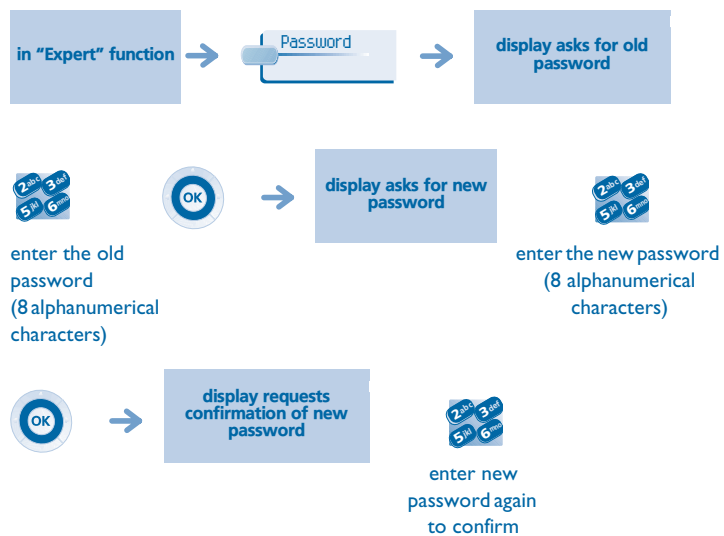 in “Expert” function
Password
display asks for old
password
2abc 3def
5jkl 6mno
OK
display asks for new
password
2abc 3def
5jkl 6mno
enter the old
password
(8 alphanumerical
characters)
enter the new password
(8 alphanumerical
characters)
OK
display requests
confirmation of new
password
2abc 3def
5jkl 6mno
enter new
password again
to confirm